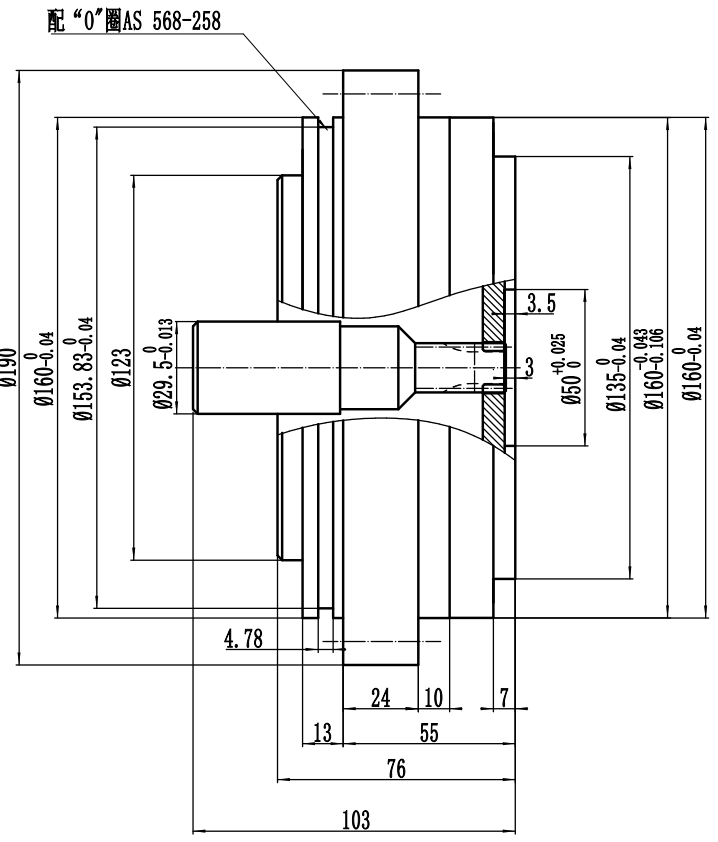 配“O”圈AS 568-258
Ø190
Ø160 0 -0.04
Ø153.83 0 -0.04
Ø123
Ø29.5 0 -0.013
3.5
3
Ø50 +0.025 0
Ø135 0 -0.04
Ø160 -0.043 -0.106
Ø160 0 -0.04
4.78
24
10
7
13
55
76
103